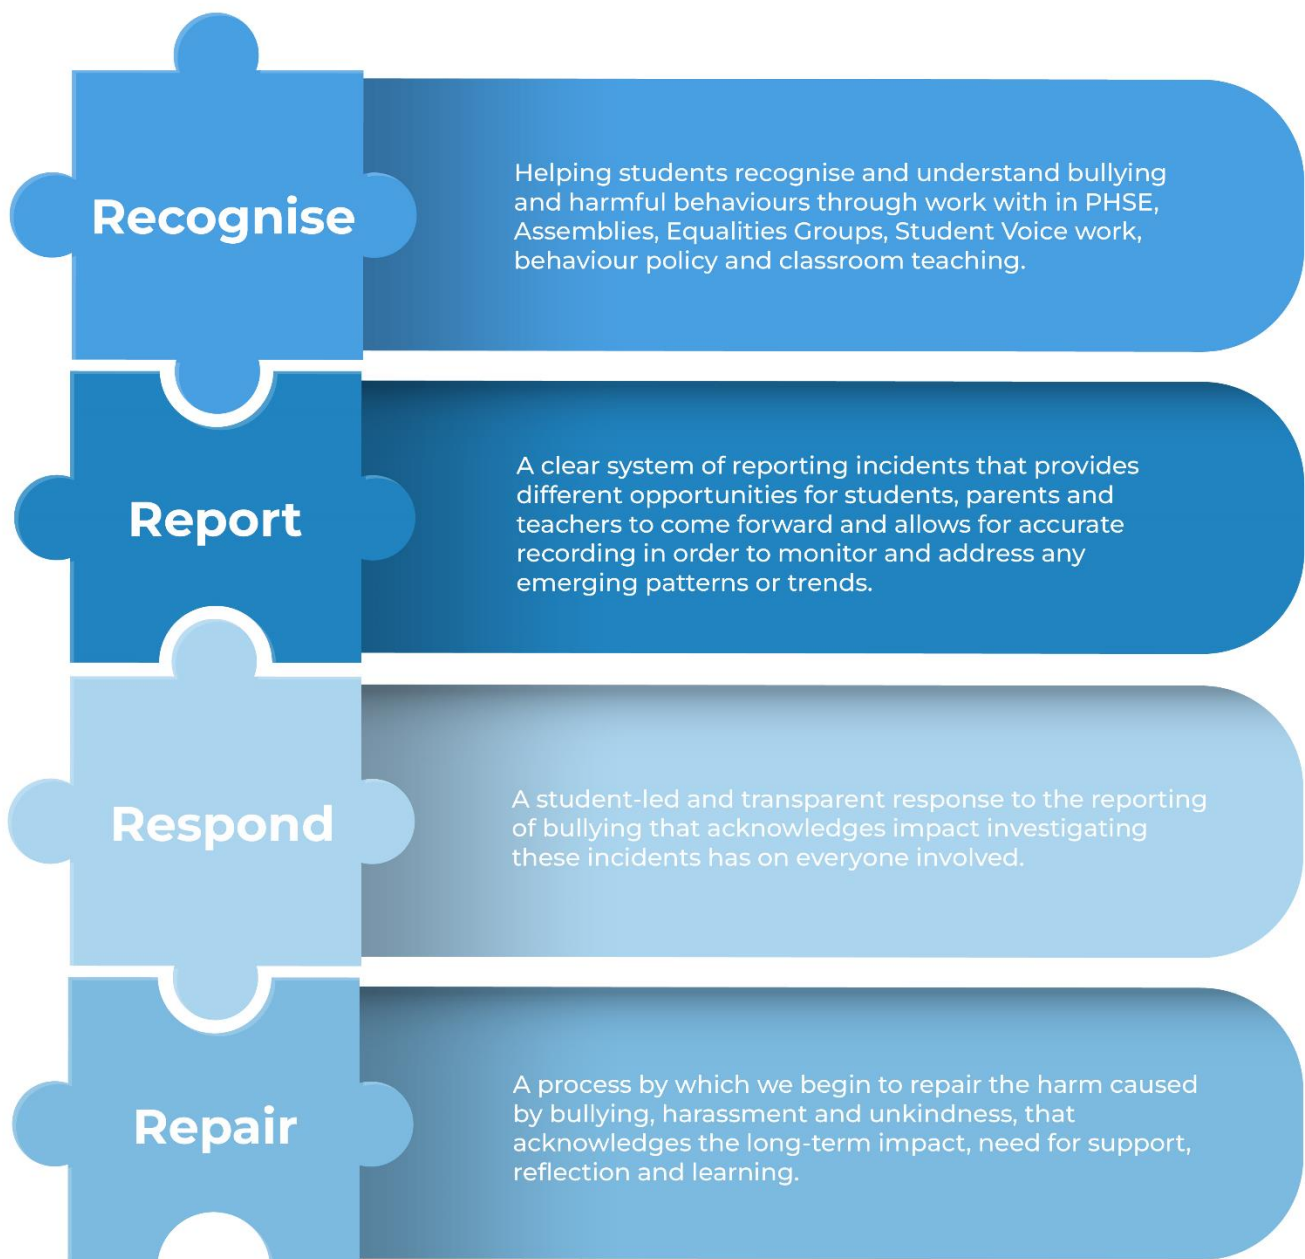 Recognise
Helping students recognise and understand bullying
and harmful behaviours through work with in PHSE,
Assemblies, Equalities Groups, Student Voice work,
behaviour policy and classroom teaching.
Report
A clear system of reporting incidents that provides
different opportunities for students, parents and
teachers to come forward and allows for accurate
recording in order to monitor and address any
emerging patterns or trends.
Respond
A student-led and transparent response to the reporting
of bullying that acknowledges impact investigating
these incidents has on everyone involved.
Repair
A process by which we begin to repair the harm caused
by bullying, harassment and unkindness, that
acknowledges the long-term impact, need for support,
reflection and learning.